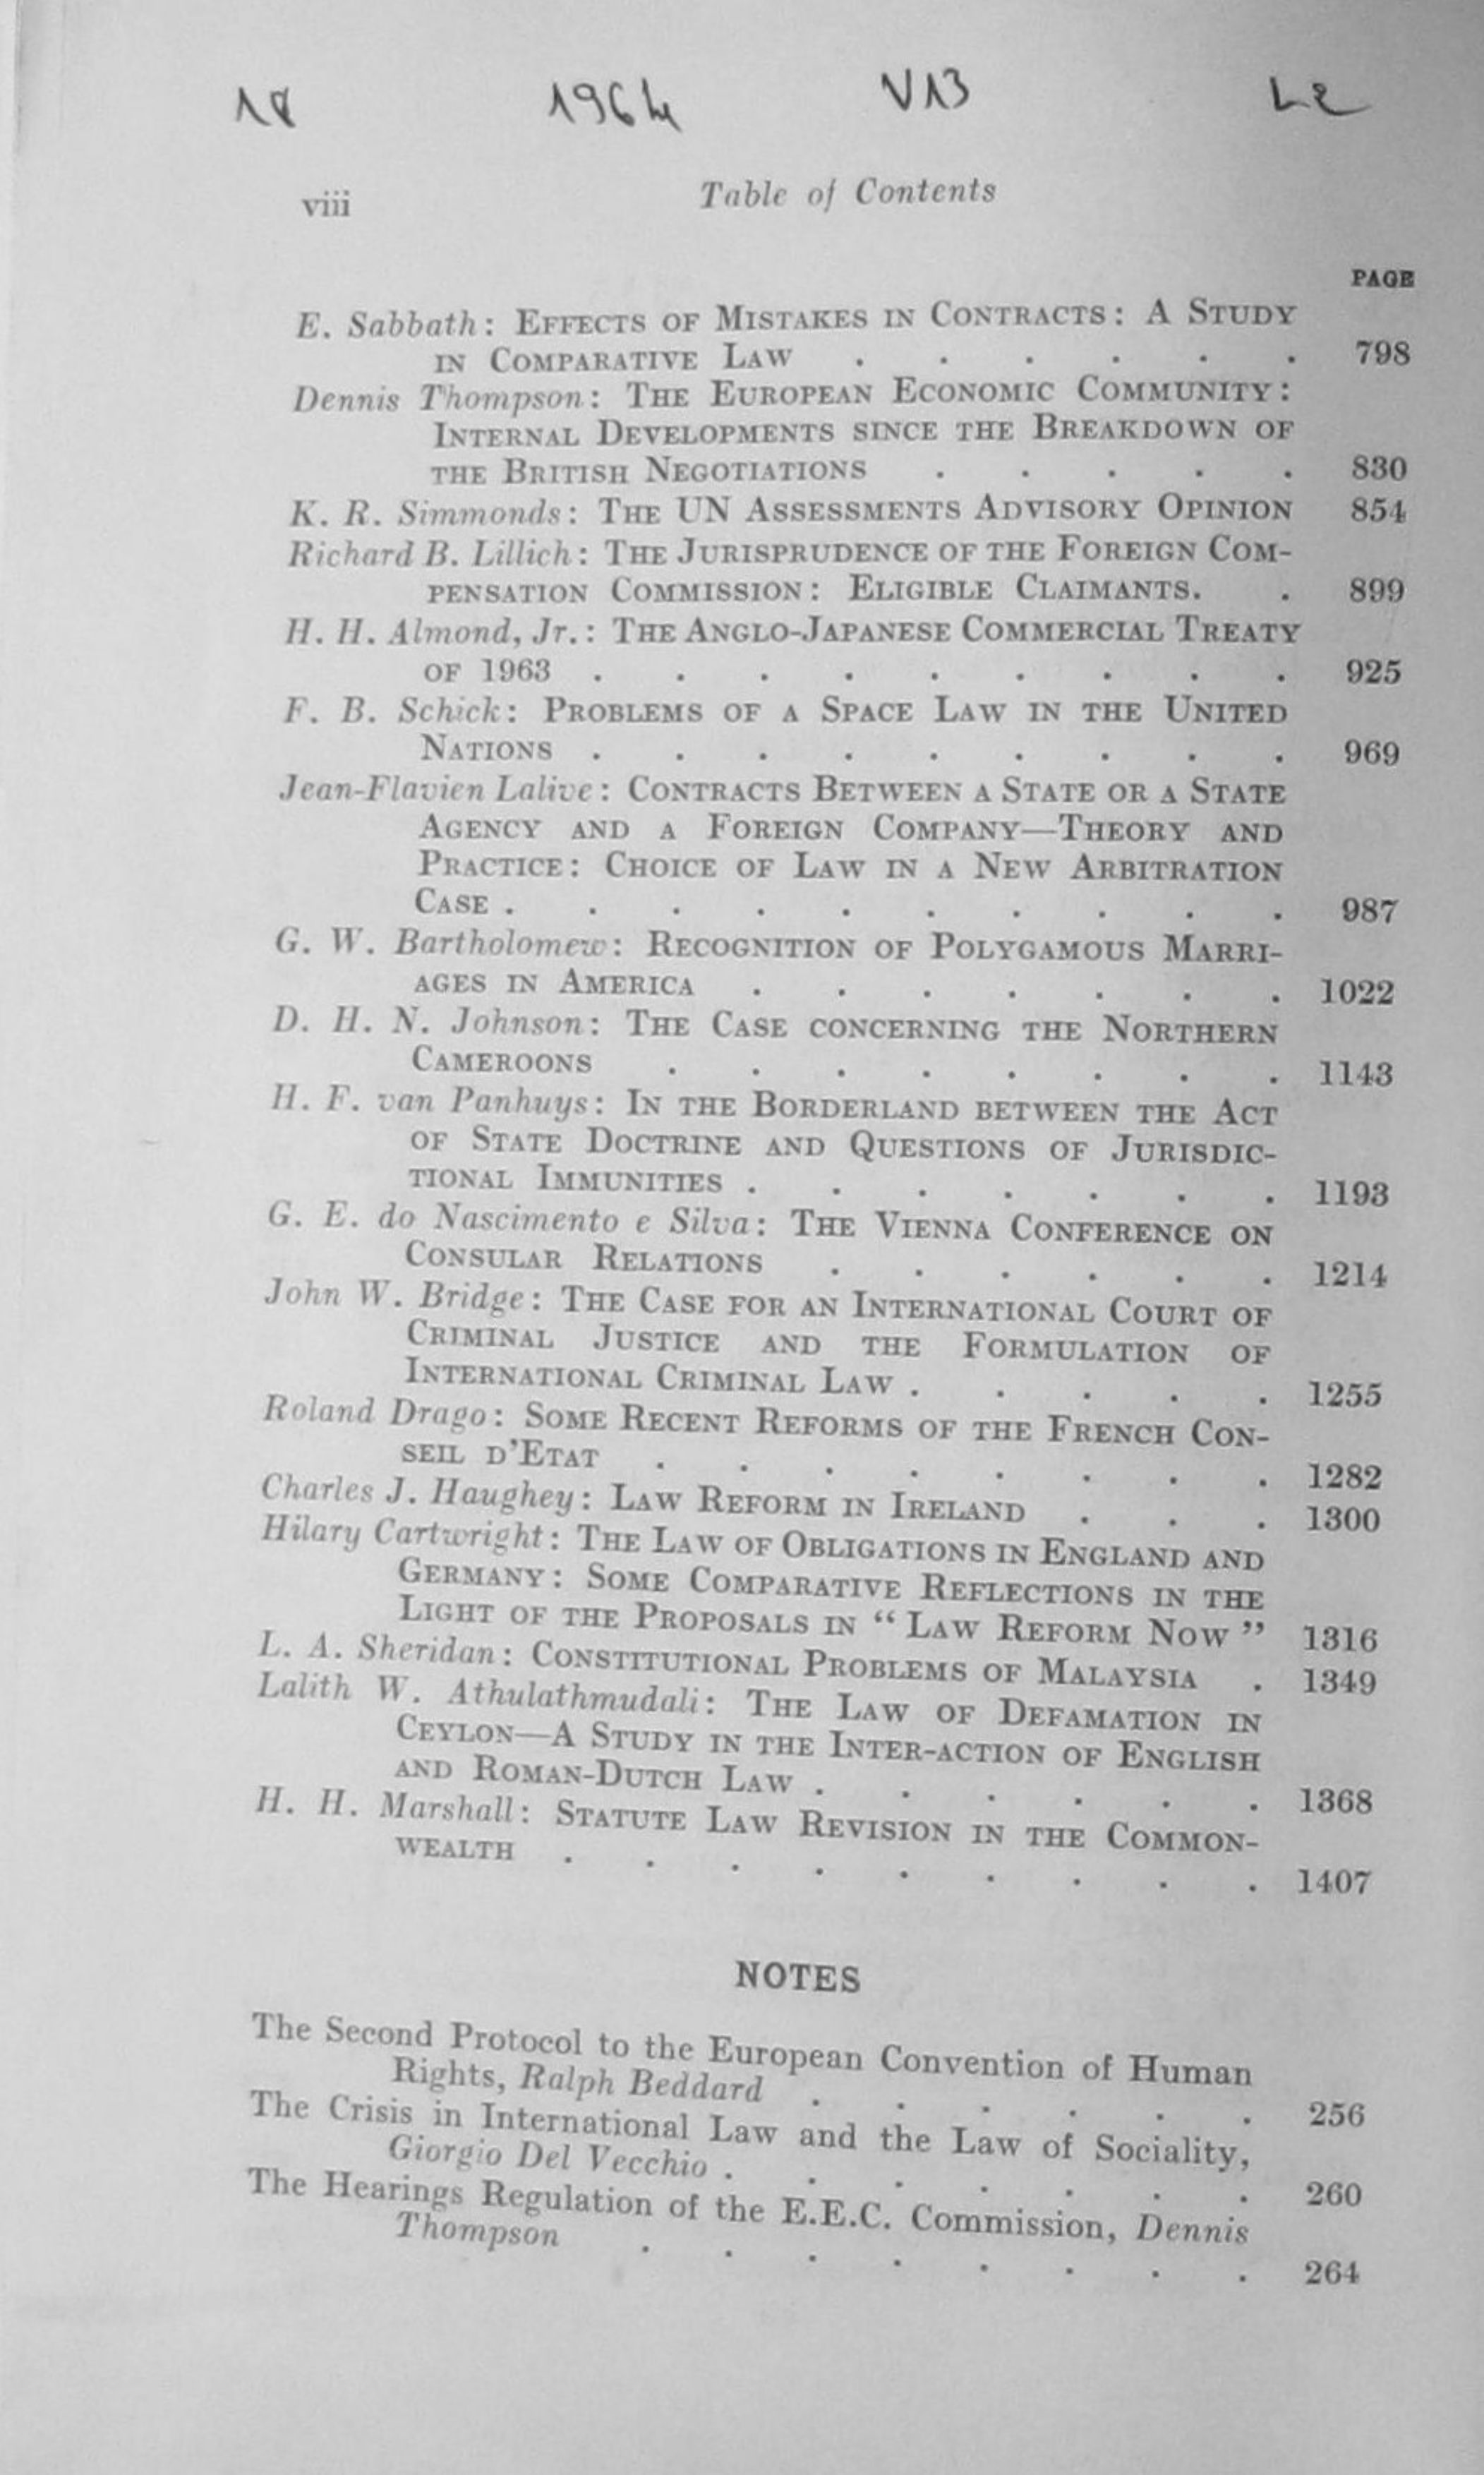 18 1964 V13 L2
viii Table of Contents
PAGE
E. Sabbath: EFFECTS OF MISTAKES IN CONTRACTS: A STUDY
IN COMPARATIVE LAW . . . . . . 798
Dennis Thompson: THE EUROPEAN ECONOMIC COMMUNITY:
INTERNAL DEVELOPMENTS SINCE THE BREAKDOWN OF
THE BRITISH NEGOTIATIONS . . . . . 830
K. R. Simmonds: THE UN ASSESSMENTS ADVISORY OPINION 854
Richard B. Lillich: THE JURISPRUDENCE OF THE FOREIGN COM-
PENSATION COMMISSION: ELIGIBLE CLAIMANTS. . 899
H. H. Almond, Jr.: THE ANGLO-JAPANESE COMMERCIAL TREATY
OF 1963 . . . . . . . . . 925
F. B. Schick: PROBLEMS OF A SPACE LAW IN THE UNITED
NATIONS . . . . . . . . . 969
Jean-Flavien Lalive: CONTRACTS BETWEEN A STATE OR A STATE
AGENCY AND A FOREIGN COMPANY—THEORY AND
PRACTICE: CHOICE OF LAW IN A NEW ARBITRATION
CASE . . . . . . . . . . 987
G. W. Bartholomew: RECOGNITION OF POLYGAMOUS MARRI-
AGES IN AMERICA . . . . . . . 1022
D. H. N. Johnson: THE CASE CONCERNING THE NORTHERN
CAMEROONS . . . . . . . . 1143
H. F. van Panhuys: IN THE BORDERLAND BETWEEN THE ACT
OF STATE DOCTRINE AND QUESTIONS OF JURISDIC-
TIONAL IMMUNITIES . . . . . . . 1193
G. E. do Nascimento e Silva: THE VIENNA CONFERENCE ON
CONSULAR RELATIONS . . . . . . 1214
John W. Bridge: THE CASE FOR AN INTERNATIONAL COURT OF
CRIMINAL JUSTICE AND THE FORMULATION OF
INTERNATIONAL CRIMINAL LAW . . . . . 1255
Roland Drago: SOME RECENT REFORMS OF THE FRENCH CON-
SEIL D'ETAT . . . . . . . . 1282
Charles J. Haughey: LAW REFORM IN IRELAND . . . 1300
Hilary Cartwright: THE LAW OF OBLIGATIONS IN ENGLAND AND
GERMANY: SOME COMPARATIVE REFLECTIONS IN THE
LIGHT OF THE PROPOSALS IN “ LAW REFORM NOW ” 1316
L. A. Sheridan: CONSTITUTIONAL PROBLEMS OF MALAYSIA . 1349
Lalith W. Athulathmudali: THE LAW OF DEFAMATION IN
CEYLON—A STUDY IN THE INTER-ACTION OF ENGLISH
AND ROMAN-DUTCH LAW . . . . . . 1368
H. H. Marshall: STATUTE LAW REVISION IN THE COMMON-
WEALTH . . . . . . . . . 1407
NOTES
The Second Protocol to the European Convention of Human
Rights, Ralph Beddard . . . . . . 256
The Crisis in International Law and the Law of Sociality,
Giorgio Del Vecchio . . . . . . . 260
The Hearings Regulation of the E.E.C. Commission, Dennis
Thompson . . . . . . . . 264